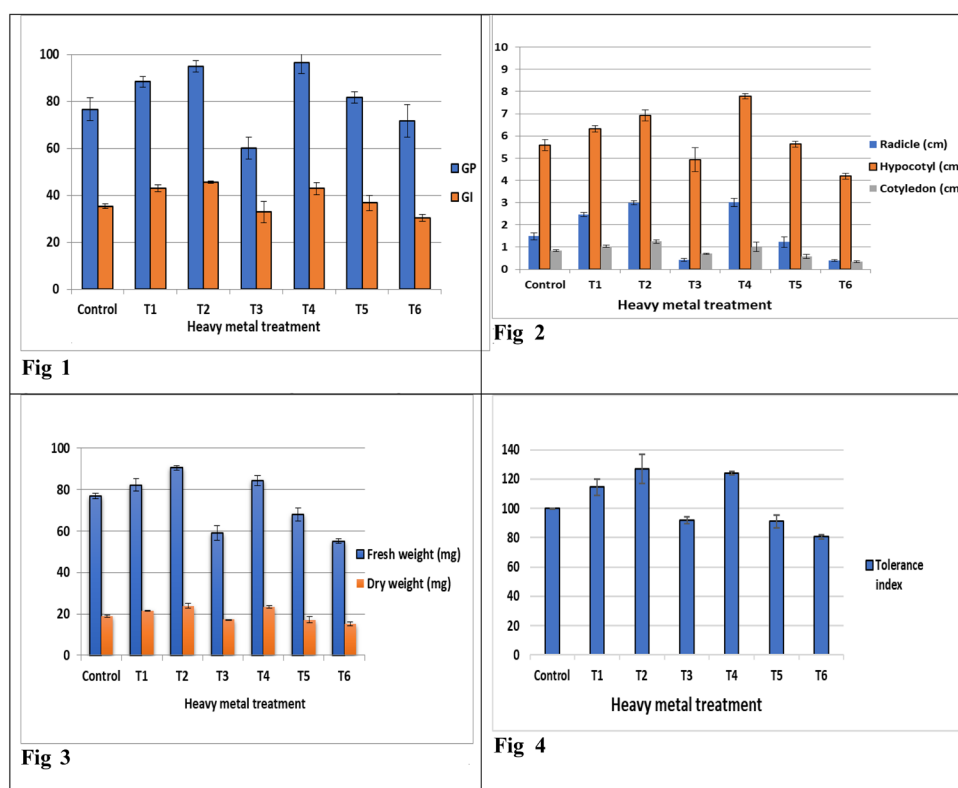 100
80
60
40
20
0
GP
GI
Control T1 T2 T3 T4 T5 T6
Heavy metal treatment
Fig 1
10
9
8
7
6
5
4
3
2
1
0
Radicle (cm)
Hypocotyl (cm
Cotyledon (cm
Control T1 T2 T3 T4 T5 T6
Heavy metal treatment
Fig 2
100
80
60
40
20
0
Fresh weight (mg)
Dry weight (mg)
Control T1 T2 T3 T4 T5 T6
Heavy metal treatment
Fig 3
140
120
100
80
60
40
20
0
Tolerance
index
Control T1 T2 T3 T4 T5 T6
Heavy metal treatment
Fig 4